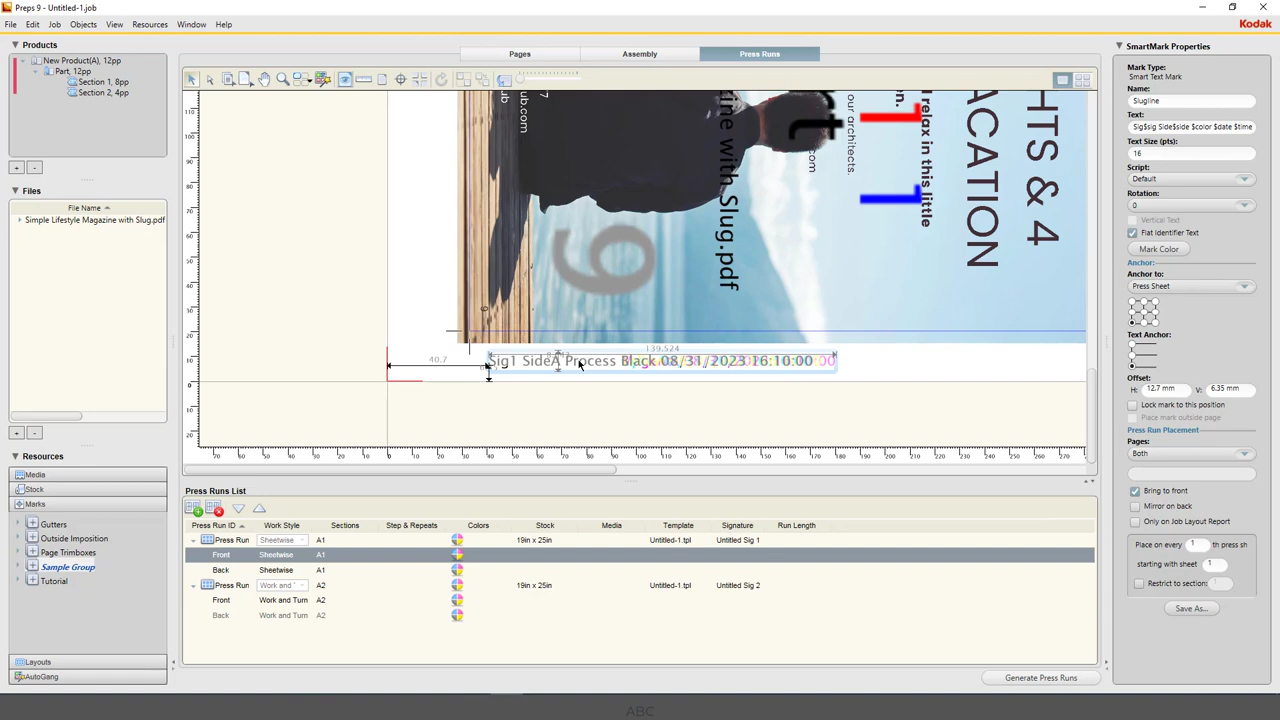 Preps 9 - Untitled-1.job
File Edit Job Objects View Resources Window Help
Kodak
Products
New Product(A), 12pp
Part, 12pp
Section 1, 8pp
Section 2, 4pp
Files
File Name
Simple Lifestyle Magazine with Slug.pdf
Resources
Media
Stock
Marks
Gutters
Outside Imposition
Page Trimboxes
Sample Group
Tutorial
Layouts
AutoGang
Pages Assembly Press Runs
HTS & 4
ACATION
relax in this little
our architects.
ine with Slug.pdf
ub.com
9
40.7
139.524
Sig1 SideA Process Black 08/31/2023 16:10:00
Press Runs List
Press Run ID Work Style Sections Step & Repeats Colors Stock Media Template Signature Run Length
Press Run Sheetwise A1 19in x 25in Untitled-1.tpl Untitled Sig 1
Front Sheetwise A1
Back Sheetwise A1
Press Run Work and T A2 19in x 25in Untitled-1.tpl Untitled Sig 2
Front Work and Turn A2
Back Work and Turn A2
Generate Press Runs
SmartMark Properties
Mark Type:
Smart Text Mark
Name:
Slugline
Text:
Sig$sig Side$side $color $date $time
Text Size (pts):
16
Script:
Default
Rotation:
0
Vertical Text
Flat Identifier Text
Mark Color
Anchor:
Anchor to:
Press Sheet
Text Anchor:
Offset:
H: 12.7 mm V: 6.35 mm
Lock mark to this position
Place mark outside page
Press Run Placement
Pages:
Both
Bring to front
Mirror on back
Only on Job Layout Report
Place on every 1 th press sh
starting with sheet 1
Restrict to section: 1
Save As...
ABC